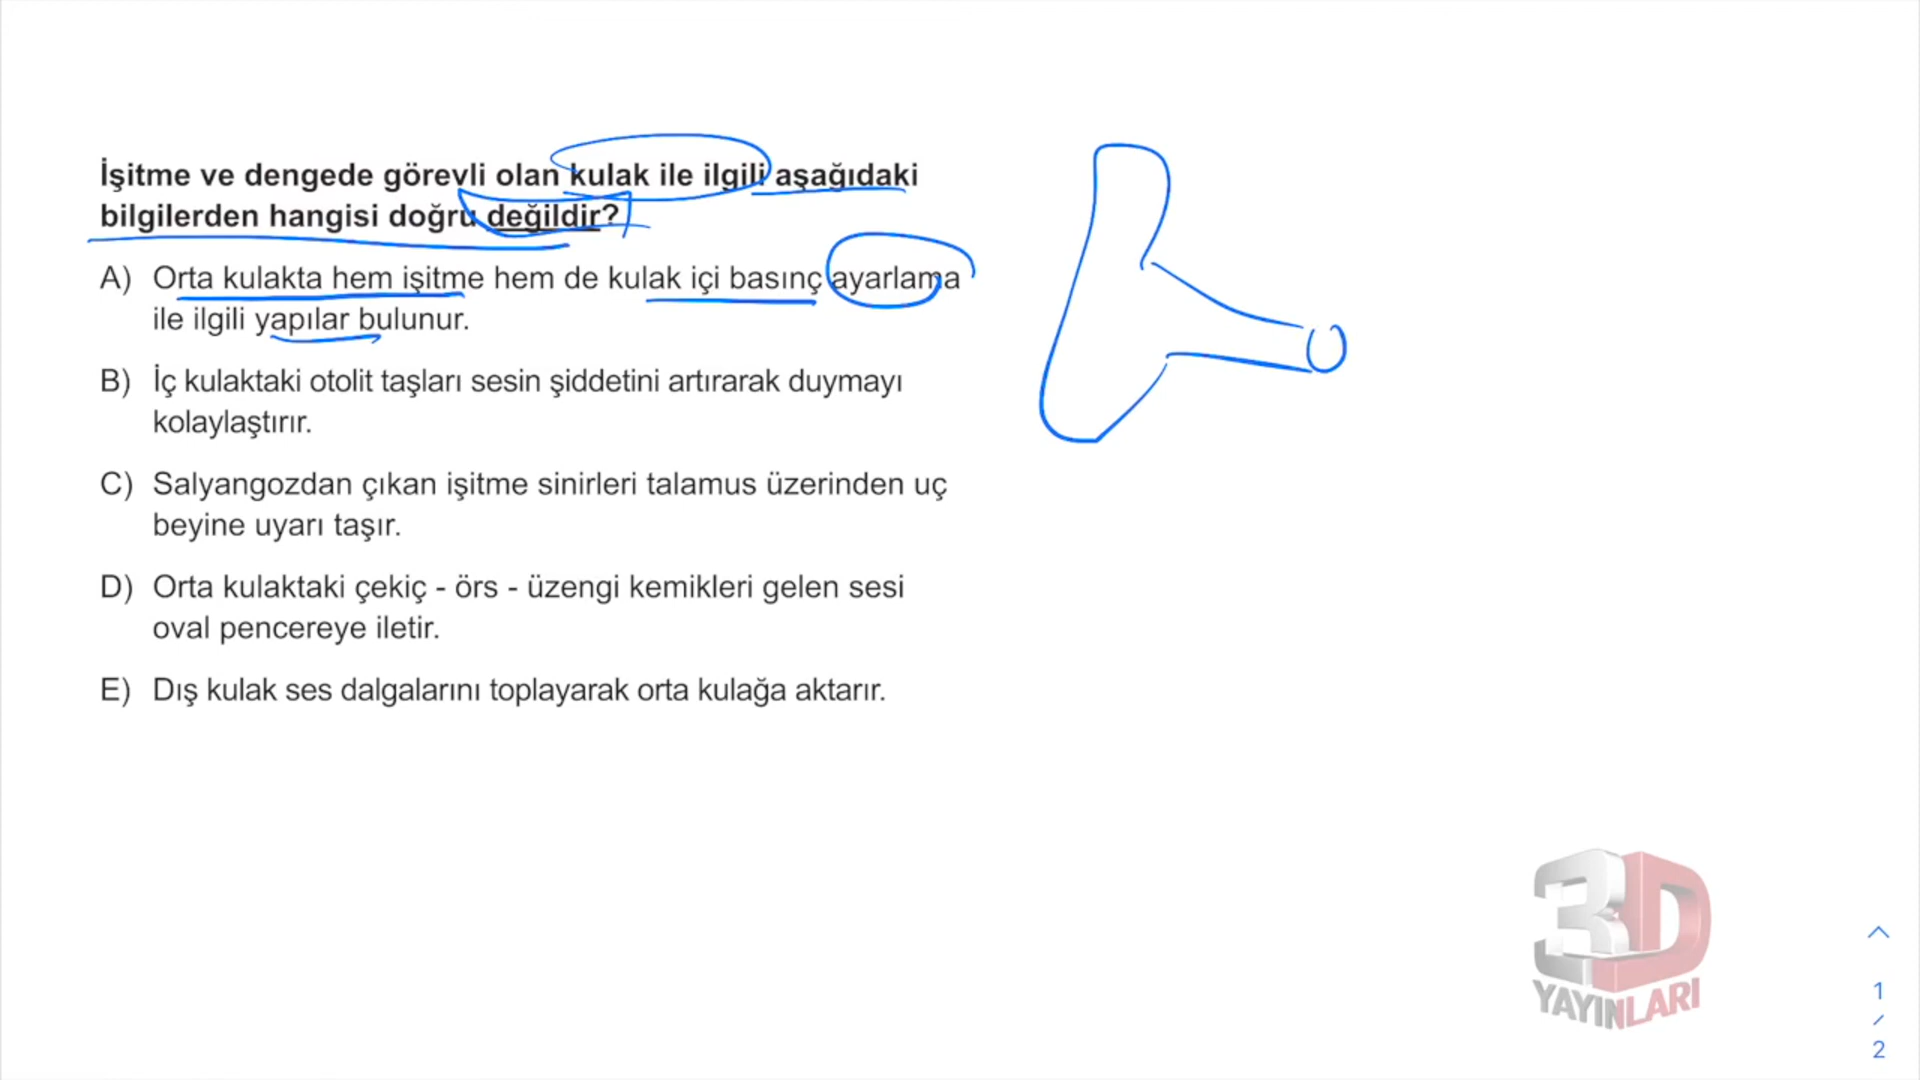 İşitme ve dengede görevli olan kulak ile ilgili aşağıdaki
bilgilerden hangisi doğru değildir?
A) Orta kulakta hem işitme hem de kulak içi basınç ayarlama
ile ilgili yapılar bulunur.
B) İç kulaktaki otolit taşları sesin şiddetini artırarak duymayı
kolaylaştırır.
C) Salyangozdan çıkan işitme sinirleri talamus üzerinden uç
beyine uyarı taşır.
D) Orta kulaktaki çekiç - örs - üzengi kemikleri gelen sesi
oval pencereye iletir.
E) Dış kulak ses dalgalarını toplayarak orta kulağa aktarır.
3D
YAYINLARI
1
/
2